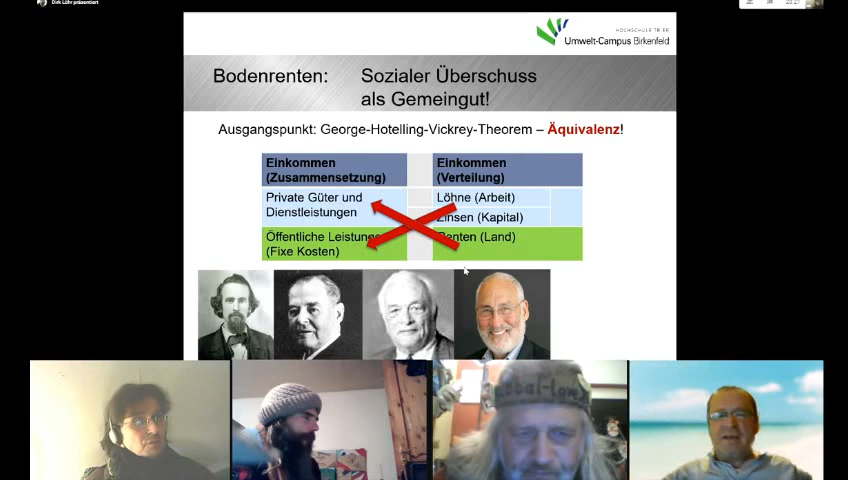 Dirk Löhr präsentiert
HOCHSCHULE TRIER
Umwelt-Campus Birkenfeld
Bodenrenten: Sozialer Überschuss
als Gemeingut!
Ausgangspunkt: George-Hotelling-Vickrey-Theorem – Äquivalenz!
Einkommen
(Zusammensetzung)
Einkommen
(Verteilung)
Private Güter und
Dienstleistungen
Löhne (Arbeit)
Zinsen (Kapital)
Öffentliche Leistungen
(Fixe Kosten)
Renten (Land)